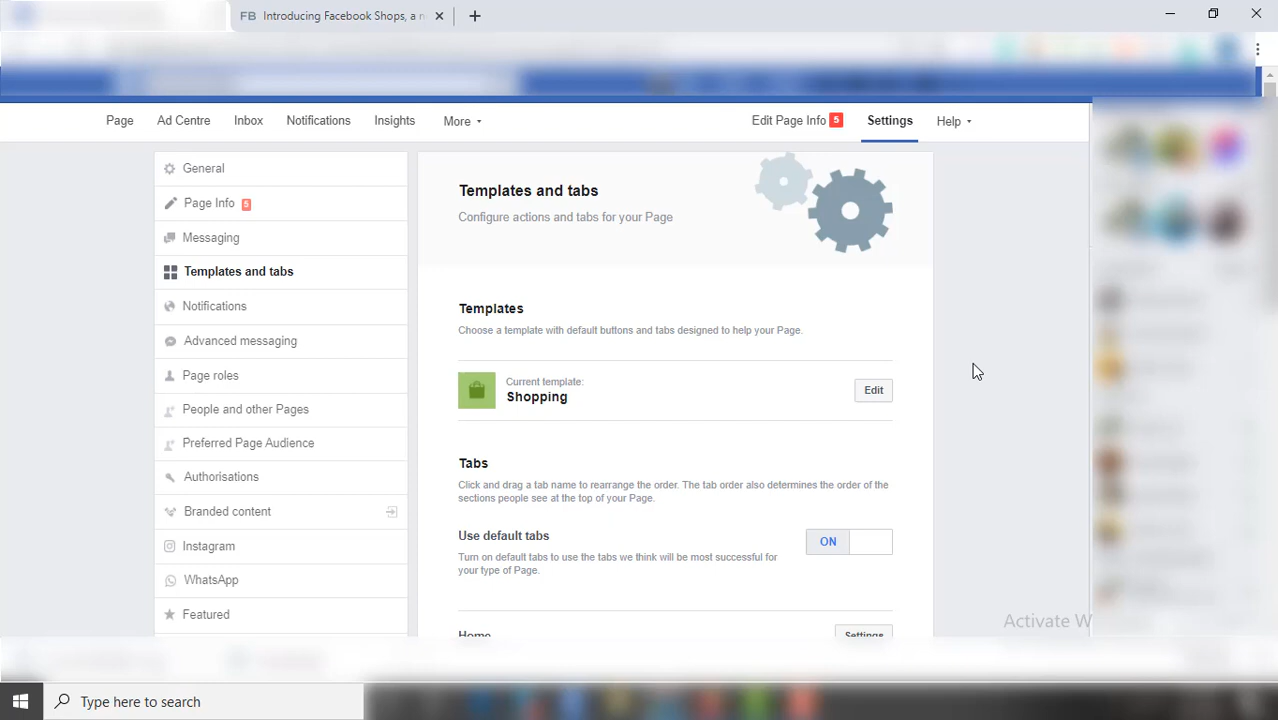 FB Introducing Facebook Shops, a n
Page Ad Centre Inbox Notifications Insights More Edit Page Info 5 Settings Help
General
Page Info 5
Messaging
Templates and tabs
Notifications
Advanced messaging
Page roles
People and other Pages
Preferred Page Audience
Authorisations
Branded content
Instagram
WhatsApp
Featured
Templates and tabs
Configure actions and tabs for your Page
Templates
Choose a template with default buttons and tabs designed to help your Page.
Current template:
Shopping
Edit
Tabs
Click and drag a tab name to rearrange the order. The tab order also determines the order of the
sections people see at the top of your Page.
Use default tabs
ON
Turn on default tabs to use the tabs we think will be most successful for
your type of Page.
Home
Settings
Activate W
Type here to search